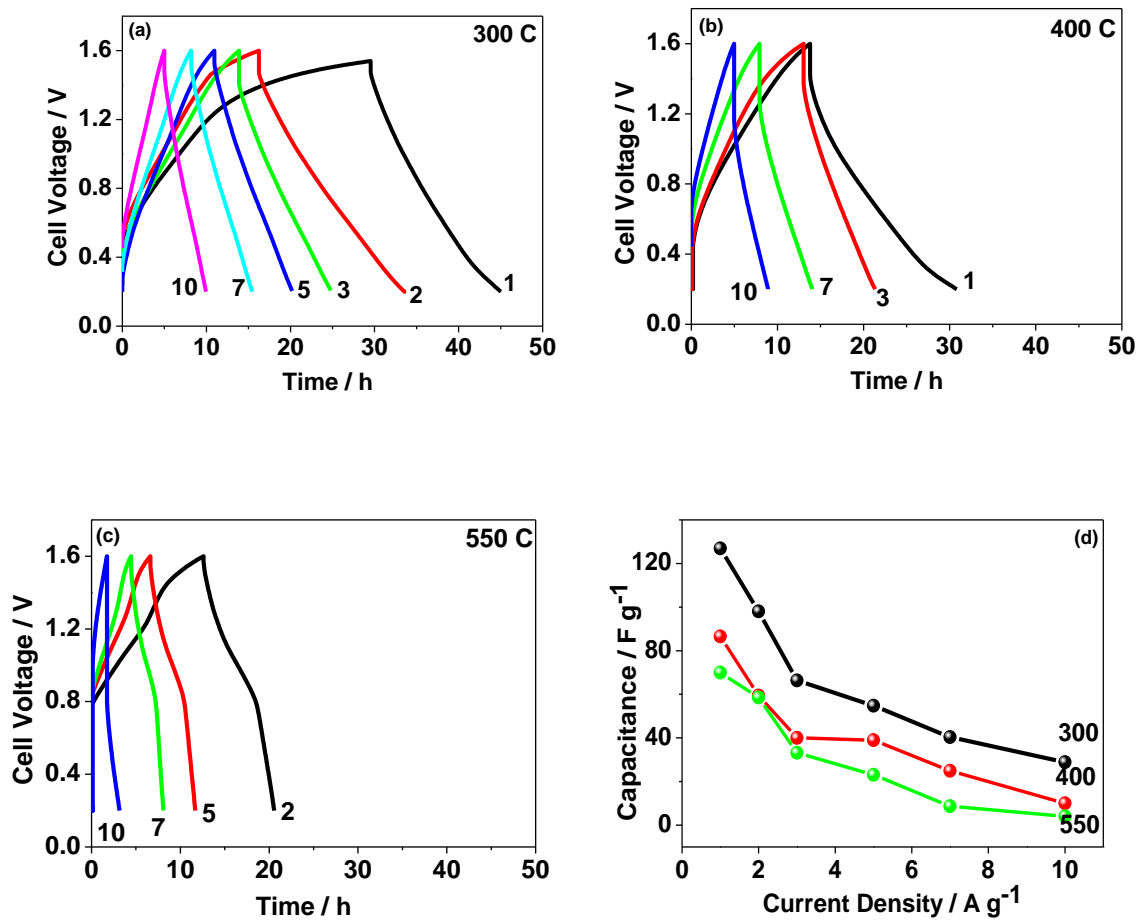 (a)
300 C
1.6
1.2
0.8
0.4
0.0
Cell Voltage / V
10
7
5
3
2
1
0 10 20 30 40 50
Time / h
(b)
400 C
1.6
1.2
0.8
0.4
0.0
Cell Voltage / V
10
7
3
1
0 10 20 30 40 50
Time / h
(c)
550 C
1.6
1.2
0.8
0.4
0.0
Cell Voltage / V
10
7
5
2
0 10 20 30 40 50
Time / h
(d)
120
80
40
0
Capacitance / F g⁻¹
300
400
550
0 2 4 6 8 10
Current Density / A g⁻¹